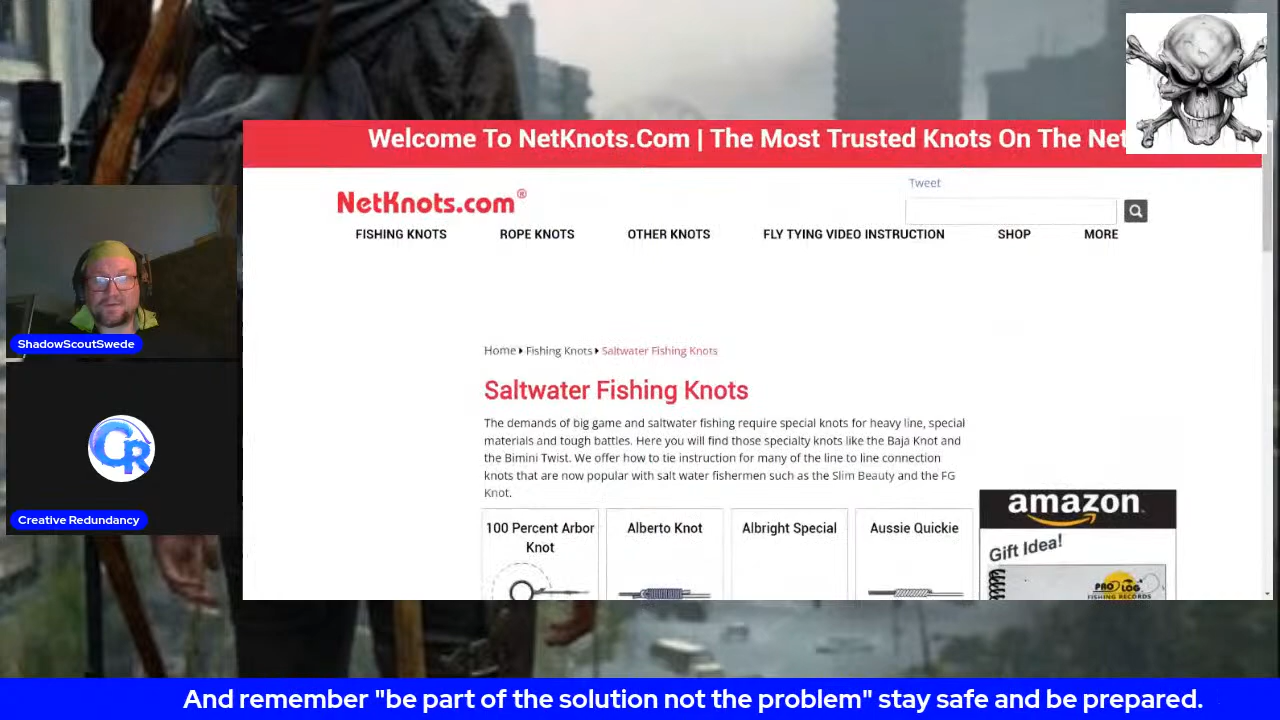 Welcome To NetKnots.Com | The Most Trusted Knots On The Net
Tweet
NetKnots.com®
FISHING KNOTS ROPE KNOTS OTHER KNOTS FLY TYING VIDEO INSTRUCTION SHOP MORE
ShadowScoutSwede
Home Fishing Knots Saltwater Fishing Knots
Saltwater Fishing Knots
The demands of big game and saltwater fishing require special knots for heavy line, special
materials and tough battles. Here you will find those specialty knots like the Baja Knot and
the Bimini Twist. We offer how to tie instruction for many of the line to line connection
knots that are now popular with salt water fishermen such as the Slim Beauty and the FG
Knot.
CR
Creative Redundancy
100 Percent Arbor
Knot
Alberto Knot
Albright Special
Aussie Quickie
amazon
Gift Idea!
PRO LOG
FISHING RECORDS
And remember "be part of the solution not the problem" stay safe and be prepared.